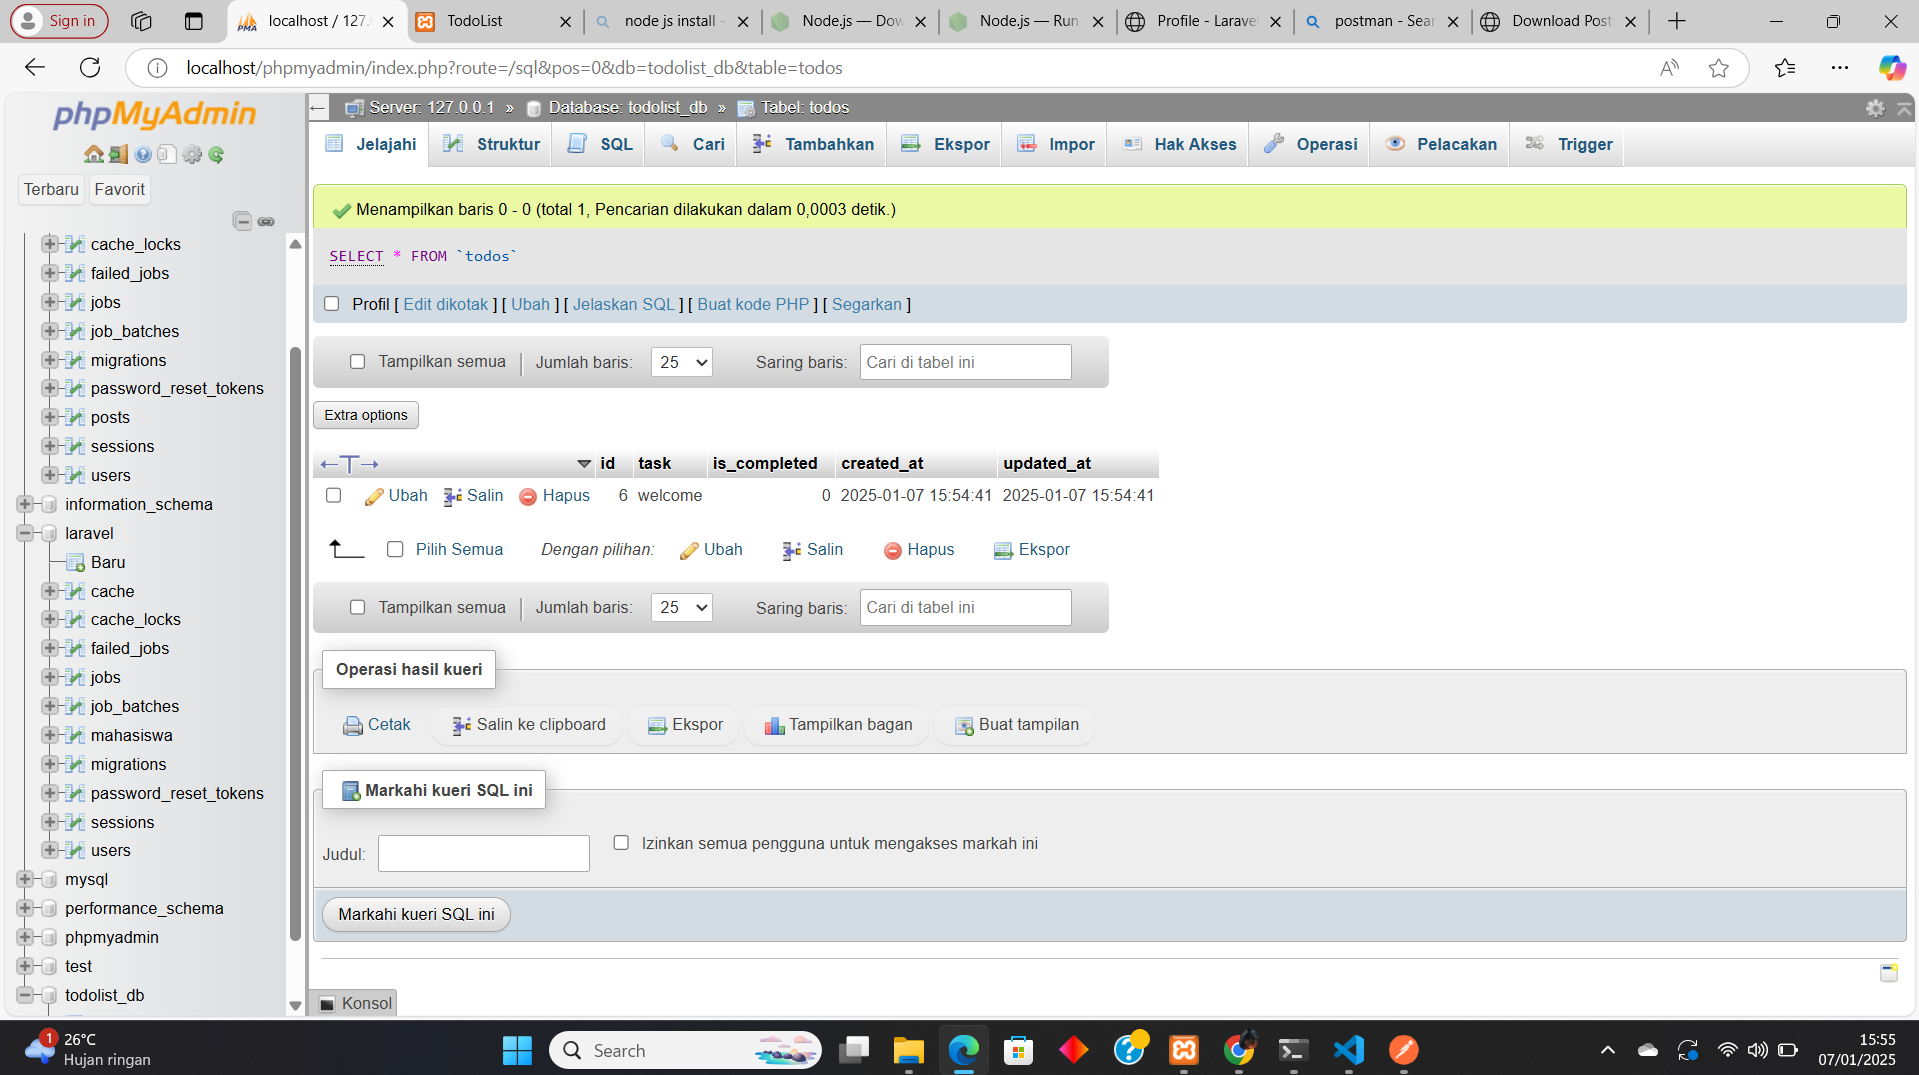 Sign in
localhost / 127.
TodoList
node js install -
Node.js — Dow
Node.js — Run
Profile - Larave
postman - Sear
Download Post
localhost/phpmyadmin/index.php?route=/sql&pos=0&db=todolist_db&table=todos
phpMyAdmin
Terbaru Favorit
cache_locks
failed_jobs
jobs
job_batches
migrations
password_reset_tokens
posts
sessions
users
information_schema
laravel
Baru
cache
cache_locks
failed_jobs
jobs
job_batches
mahasiswa
migrations
password_reset_tokens
sessions
users
mysql
performance_schema
phpmyadmin
test
todolist_db
Server: 127.0.0.1 » Database: todolist_db » Tabel: todos
Jelajahi Struktur SQL Cari Tambahkan Ekspor Impor Hak Akses Operasi Pelacakan Trigger
Menampilkan baris 0 - 0 (total 1, Pencarian dilakukan dalam 0,0003 detik.)
SELECT * FROM `todos`
Profil [ Edit dikotak ] [ Ubah ] [ Jelaskan SQL ] [ Buat kode PHP ] [ Segarkan ]
Tampilkan semua Jumlah baris: 25 Saring baris: Cari di tabel ini
Extra options
←T→ id task is_completed created_at updated_at
Ubah Salin Hapus 6 welcome 0 2025-01-07 15:54:41 2025-01-07 15:54:41
Pilih Semua Dengan pilihan: Ubah Salin Hapus Ekspor
Tampilkan semua Jumlah baris: 25 Saring baris: Cari di tabel ini
Operasi hasil kueri
Cetak Salin ke clipboard Ekspor Tampilkan bagan Buat tampilan
Markahi kueri SQL ini
Judul: Izinkan semua pengguna untuk mengakses markah ini
Markahi kueri SQL ini
Konsol
1
26°C
Hujan ringan
Search
15:55
07/01/2025